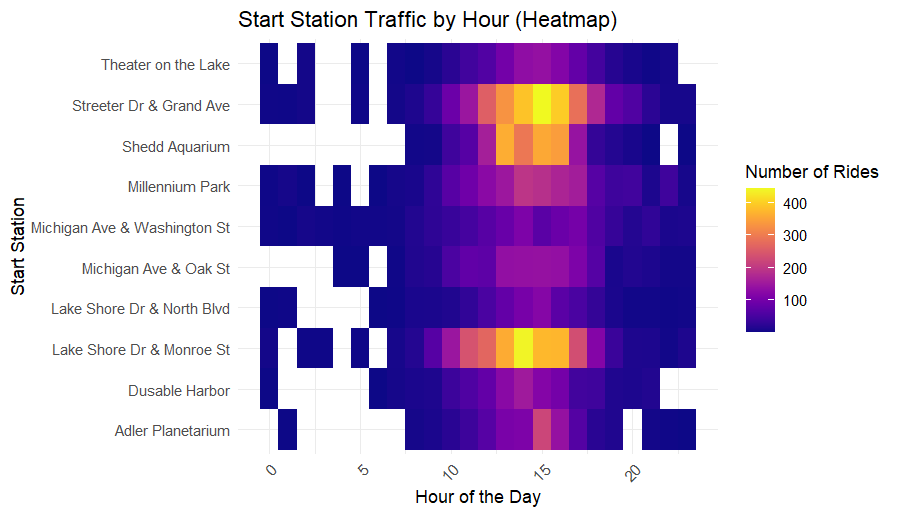 Start Station Traffic by Hour (Heatmap)
Start Station
Theater on the Lake
Streeter Dr & Grand Ave
Shedd Aquarium
Millennium Park
Michigan Ave & Washington St
Michigan Ave & Oak St
Lake Shore Dr & North Blvd
Lake Shore Dr & Monroe St
Dusable Harbor
Adler Planetarium
0 5 10 15 20
Hour of the Day
Number of Rides
400
300
200
100